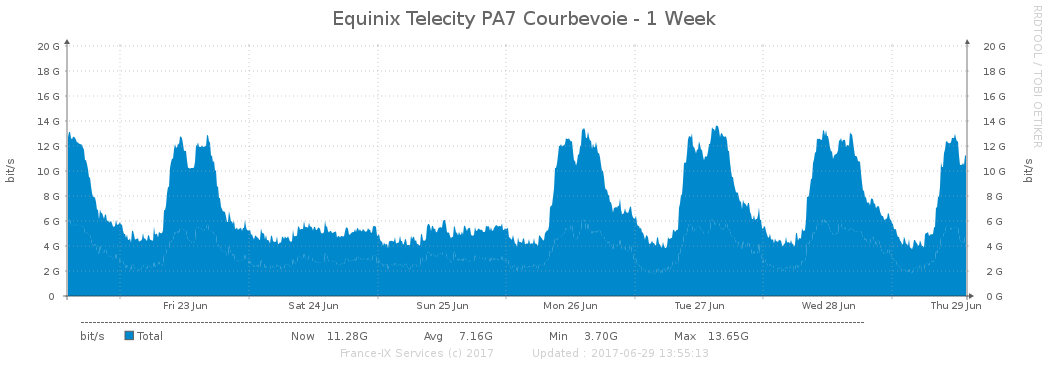 Equinix Telecity PA7 Courbevoie - 1 Week
RRDTOOL / TOBI OETIKER
20 G 20 G
18 G 18 G
16 G 16 G
14 G 14 G
12 G 12 G
10 G 10 G
8 G 8 G
6 G 6 G
4 G 4 G
2 G 2 G
0 0 G
bit/s
bit/s
Fri 23 Jun Sat 24 Jun Sun 25 Jun Mon 26 Jun Tue 27 Jun Wed 28 Jun Thu 29 Jun
bit/s Total Now 11.28G Avg 7.16G Min 3.70G Max 13.65G
France-IX Services (c) 2017 Updated : 2017-06-29 13:55:13